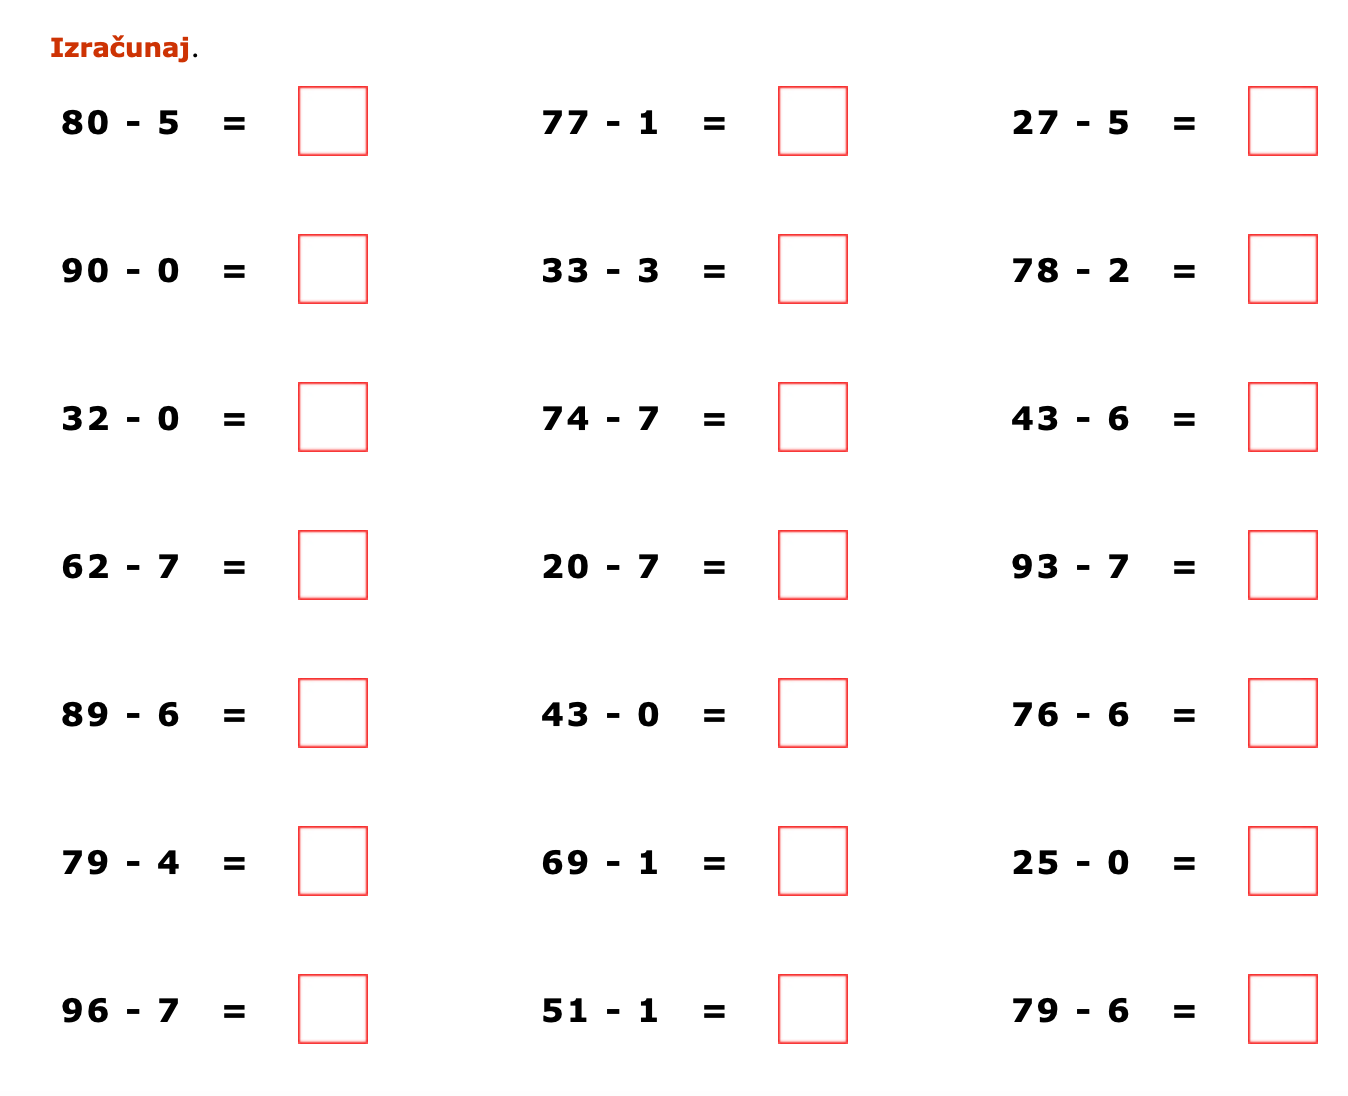 Izračunaj.
80 - 5 = 77 - 1 = 27 - 5 =
90 - 0 = 33 - 3 = 78 - 2 =
32 - 0 = 74 - 7 = 43 - 6 =
62 - 7 = 20 - 7 = 93 - 7 =
89 - 6 = 43 - 0 = 76 - 6 =
79 - 4 = 69 - 1 = 25 - 0 =
96 - 7 = 51 - 1 = 79 - 6 =